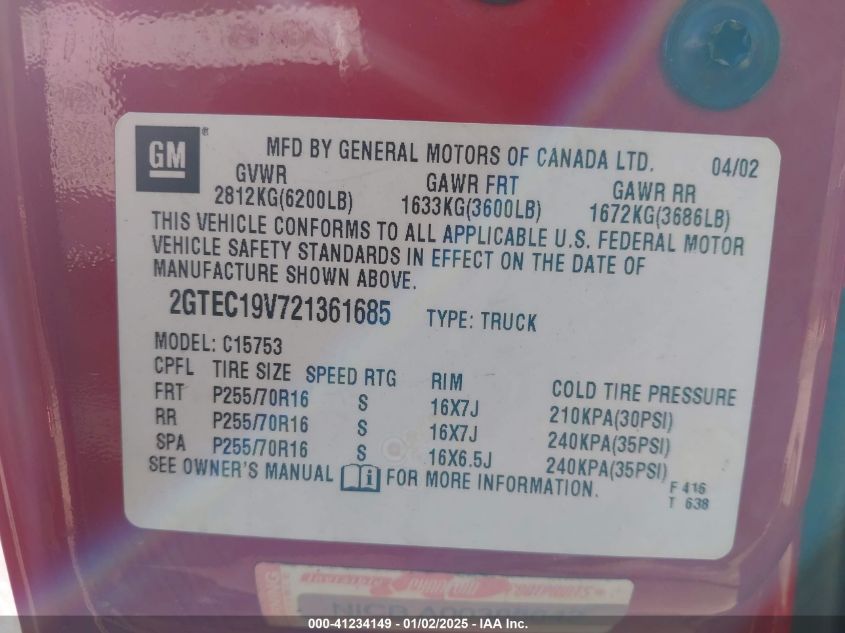 GM ® MFD BY GENERAL MOTORS OF CANADA LTD. 04/02
GVWR GAWR FRT GAWR RR
2812KG(6200LB) 1633KG(3600LB) 1672KG(3686LB)
THIS VEHICLE CONFORMS TO ALL APPLICABLE U.S. FEDERAL MOTOR
VEHICLE SAFETY STANDARDS IN EFFECT ON THE DATE OF
MANUFACTURE SHOWN ABOVE.
2GTEC19V721361685 TYPE: TRUCK
MODEL: C15753
CPFL TIRE SIZE SPEED RTG RIM COLD TIRE PRESSURE
FRT P255/70R16 S 16X7J 210KPA(30PSI)
RR P255/70R16 S 16X7J 240KPA(35PSI)
SPA P255/70R16 S 16X6.5J 240KPA(35PSI)
SEE OWNER'S MANUAL i FOR MORE INFORMATION.
F 416
T 638
NICB
000-41234149 - 01/02/2025 - IAA Inc.